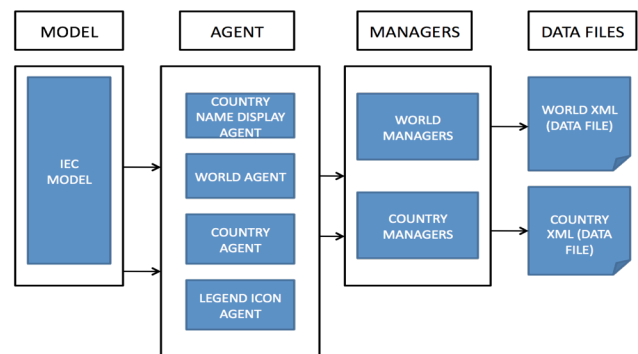 MODEL
AGENT
MANAGERS
DATA FILES
IEC
MODEL
COUNTRY
NAME DISPLAY
AGENT
WORLD AGENT
COUNTRY
AGENT
LEGEND ICON
AGENT
WORLD
MANAGERS
COUNTRY
MANAGERS
WORLD XML
(DATA FILE)
COUNTRY
XML (DATA
FILE)